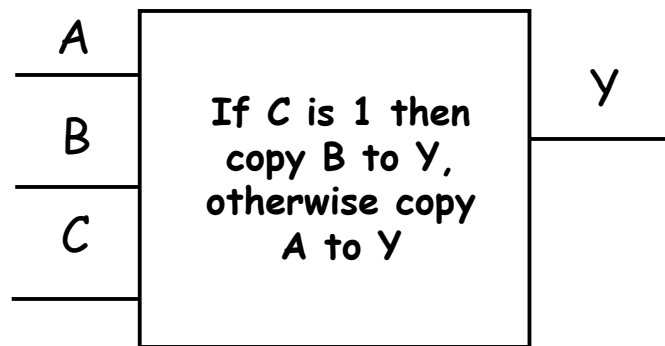 A
B
C
If C is 1 then
copy B to Y,
otherwise copy
A to Y
Y